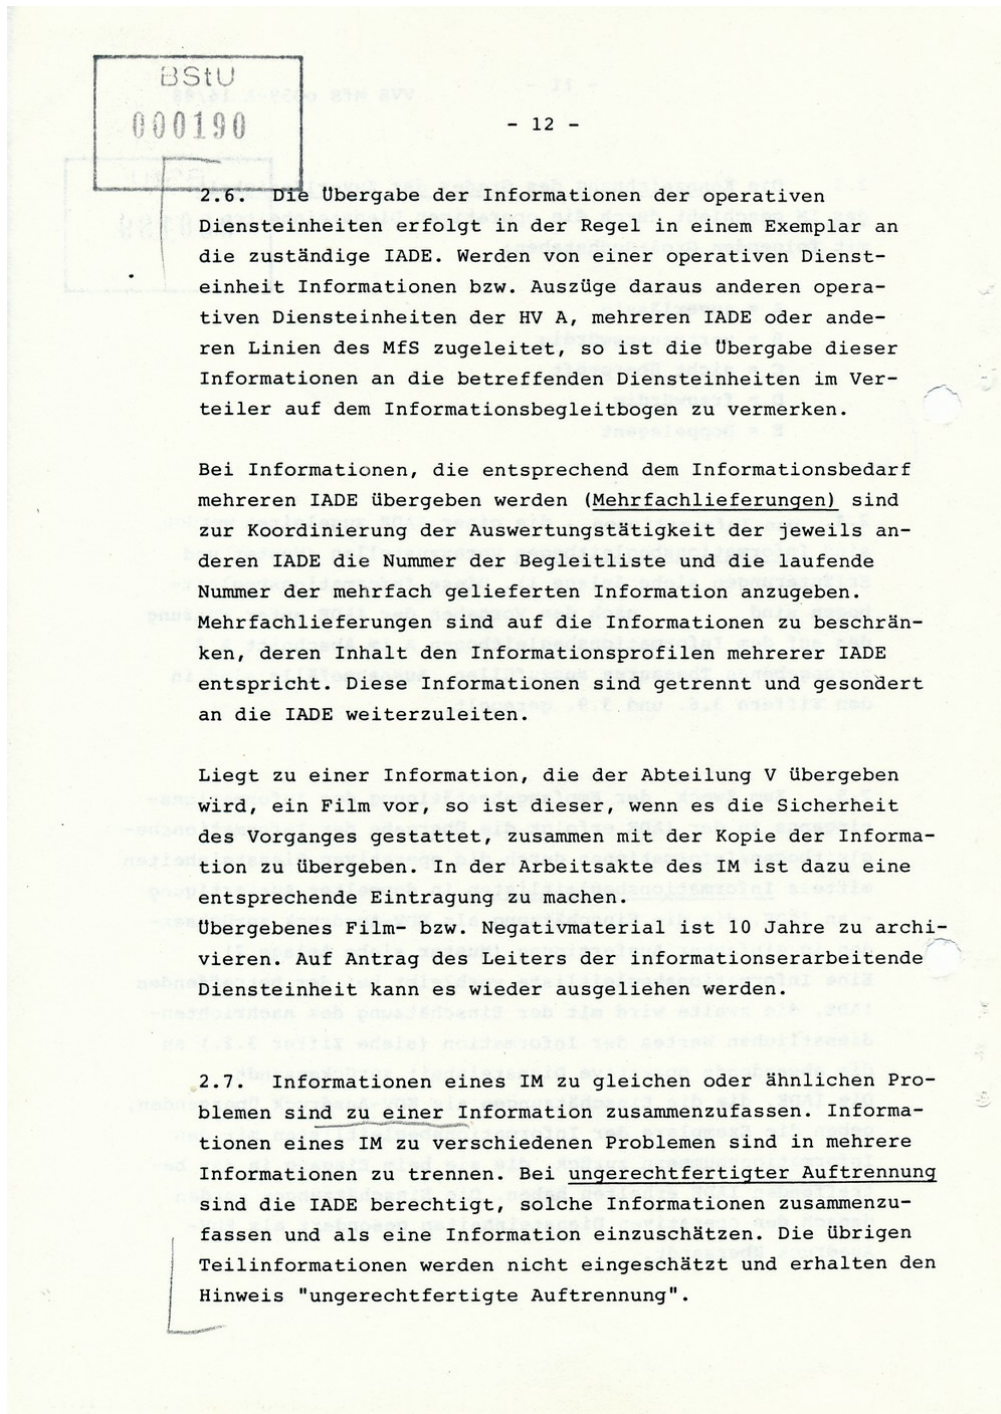 BStU
000190
- 12 -
2.6. Die Übergabe der Informationen der operativen
Diensteinheiten erfolgt in der Regel in einem Exemplar an
die zuständige IADE. Werden von einer operativen Dienst-
einheit Informationen bzw. Auszüge daraus anderen opera-
tiven Diensteinheiten der HV A, mehreren IADE oder ande-
ren Linien des MfS zugeleitet, so ist die Übergabe dieser
Informationen an die betreffenden Diensteinheiten im Ver-
teiler auf dem Informationsbegleitbogen zu vermerken.
Bei Informationen, die entsprechend dem Informationsbedarf
mehreren IADE übergeben werden (Mehrfachlieferungen) sind
zur Koordinierung der Auswertungstätigkeit der jeweils an-
deren IADE die Nummer der Begleitliste und die laufende
Nummer der mehrfach gelieferten Information anzugeben.
Mehrfachlieferungen sind auf die Informationen zu beschrän-
ken, deren Inhalt den Informationsprofilen mehrerer IADE
entspricht. Diese Informationen sind getrennt und gesondert
an die IADE weiterzuleiten.
Liegt zu einer Information, die der Abteilung V übergeben
wird, ein Film vor, so ist dieser, wenn es die Sicherheit
des Vorganges gestattet, zusammen mit der Kopie der Informa-
tion zu übergeben. In der Arbeitsakte des IM ist dazu eine
entsprechende Eintragung zu machen.
Übergebenes Film- bzw. Negativmaterial ist 10 Jahre zu archi-
vieren. Auf Antrag des Leiters der informationserarbeitende
Diensteinheit kann es wieder ausgeliehen werden.
2.7. Informationen eines IM zu gleichen oder ähnlichen Pro-
blemen sind zu einer Information zusammenzufassen. Informa-
tionen eines IM zu verschiedenen Problemen sind in mehrere
Informationen zu trennen. Bei ungerechtfertigter Auftrennung
sind die IADE berechtigt, solche Informationen zusammenzu-
fassen und als eine Information einzuschätzen. Die übrigen
Teilinformationen werden nicht eingeschätzt und erhalten den
Hinweis "ungerechtfertigte Auftrennung".